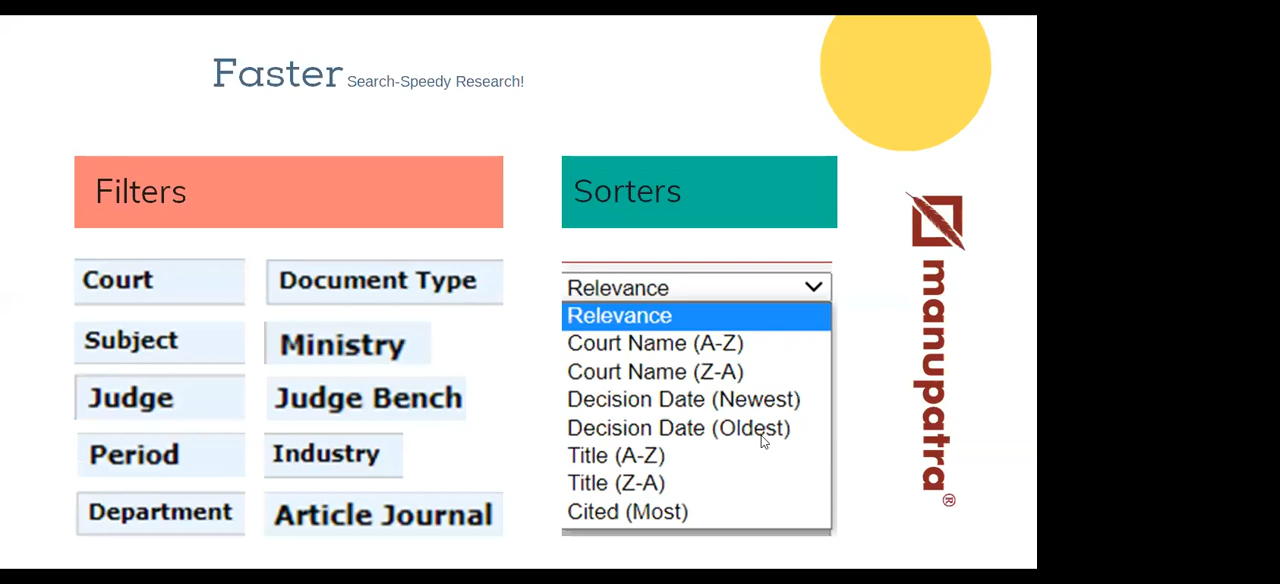 Faster Search-Speedy Research!
Filters
Court
Document Type
Subject
Ministry
Judge
Judge Bench
Period
Industry
Department
Article Journal
Sorters
Relevance
Relevance
Court Name (A-Z)
Court Name (Z-A)
Decision Date (Newest)
Decision Date (Oldest)
Title (A-Z)
Title (Z-A)
Cited (Most)
manupatra®